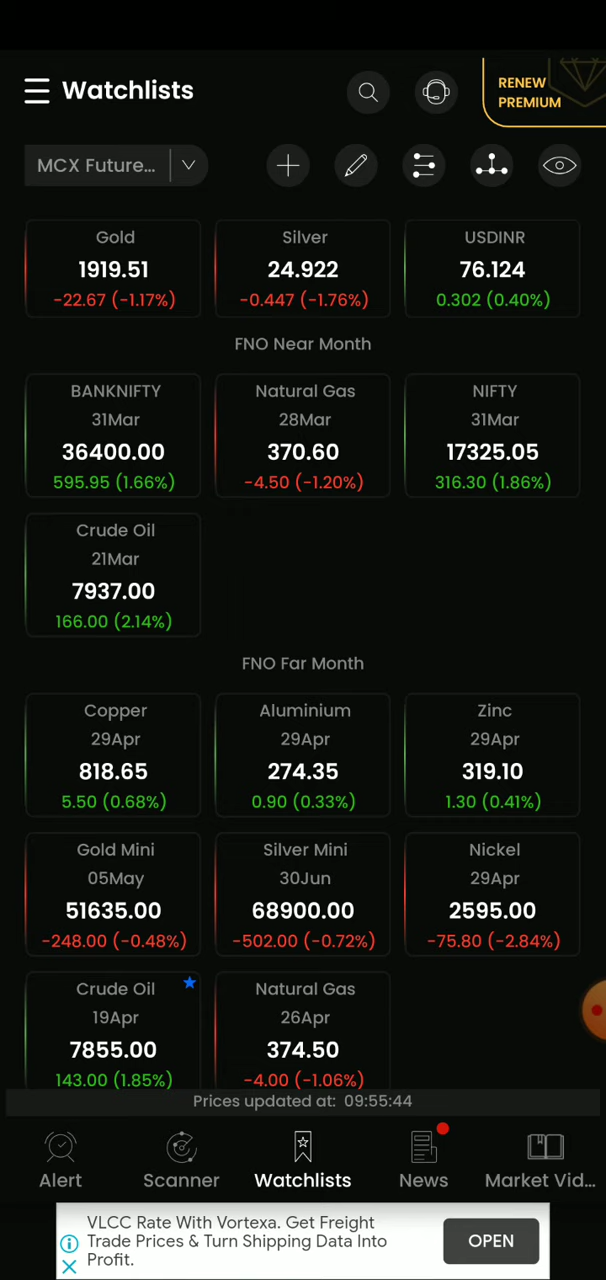 Watchlists
RENEW
PREMIUM
MCX Future...
Gold Silver USDINR
1919.51 24.922 76.124
-22.67 (-1.17%) -0.447 (-1.76%) 0.302 (0.40%)
FNO Near Month
BANKNIFTY Natural Gas NIFTY
31Mar 28Mar 31Mar
36400.00 370.60 17325.05
595.95 (1.66%) -4.50 (-1.20%) 316.30 (1.86%)
Crude Oil
21Mar
7937.00
166.00 (2.14%)
FNO Far Month
Copper Aluminium Zinc
29Apr 29Apr 29Apr
818.65 274.35 319.10
5.50 (0.68%) 0.90 (0.33%) 1.30 (0.41%)
Gold Mini Silver Mini Nickel
05May 30Jun 29Apr
51635.00 68900.00 2595.00
-248.00 (-0.48%) -502.00 (-0.72%) -75.80 (-2.84%)
Crude Oil Natural Gas
19Apr 26Apr
7855.00 374.50
143.00 (1.85%) -4.00 (-1.06%)
Prices updated at: 09:55:44
Alert Scanner Watchlists News Market Vid...
VLCC Rate With Vortexa. Get Freight
Trade Prices & Turn Shipping Data Into
Profit.
OPEN